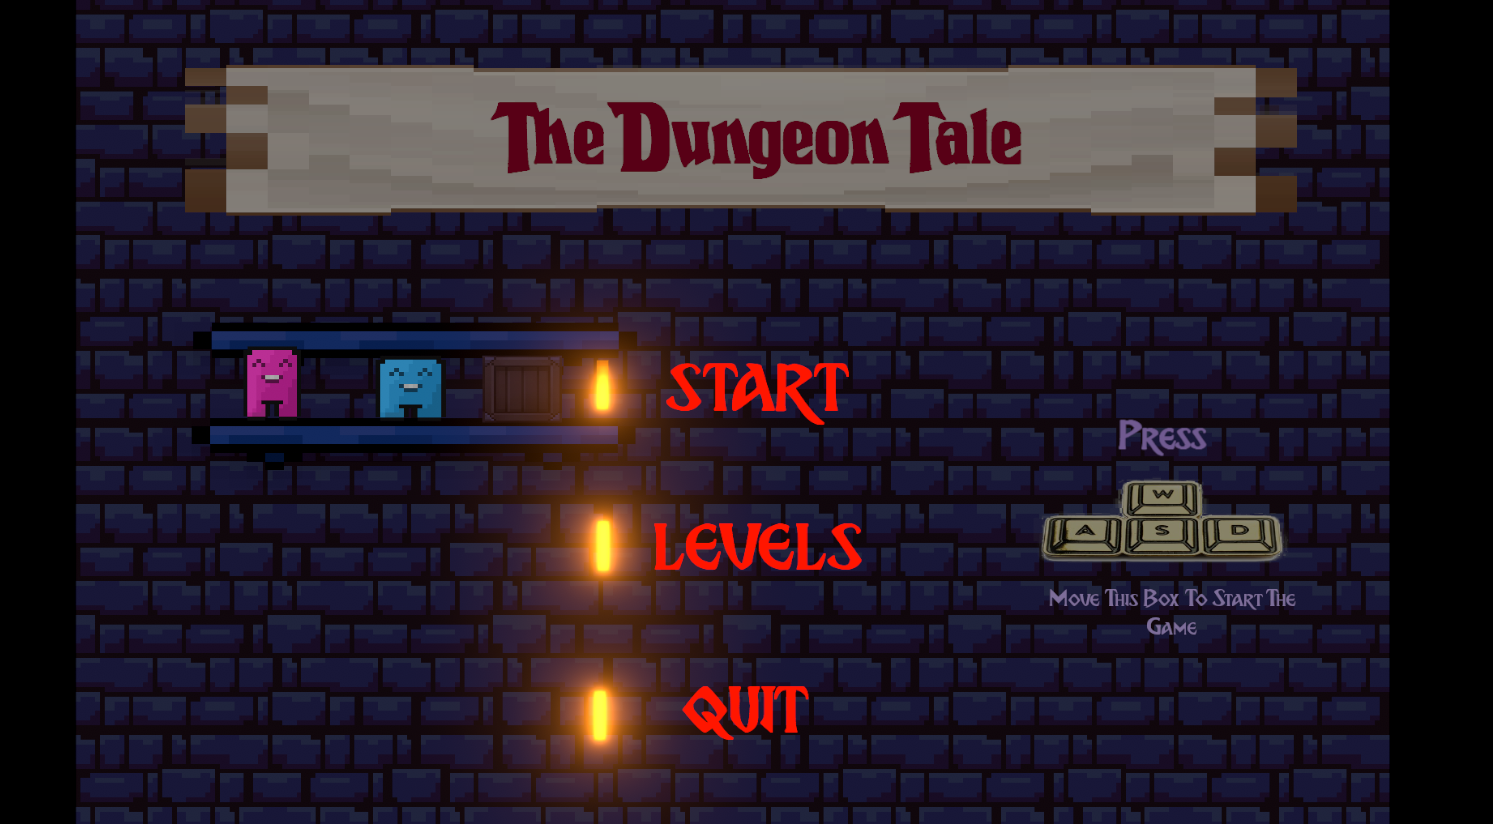 The Dungeon Tale
START
PRESS
W
A S D
LEVELS
MOVE THIS BOX TO START THE
GAME
QUIT